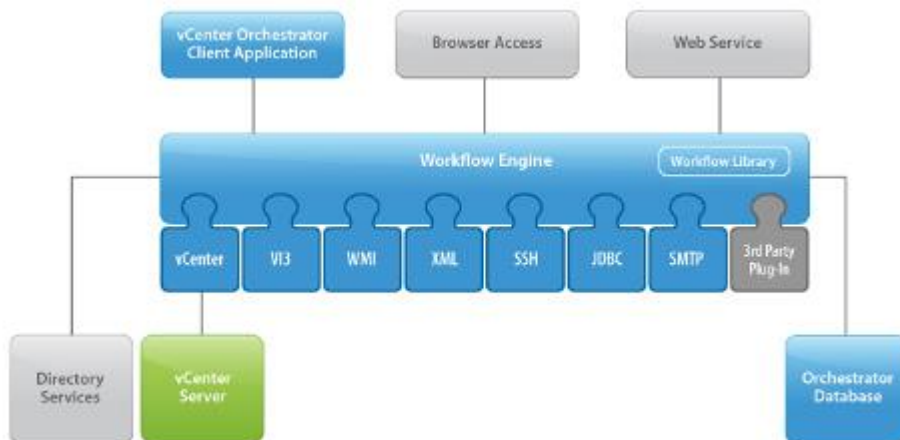 vCenter Orchestrator
Client Application
Browser Access
Web Service
Workflow Engine
Workflow Library
vCenter
VI3
WMI
XML
SSH
JDBC
SMTP
3rd Party
Plug-In
Directory
Services
vCenter
Server
Orchestrator
Database